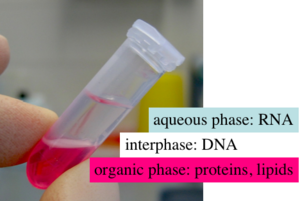 aqueous phase: RNA
interphase: DNA
organic phase: proteins, lipids